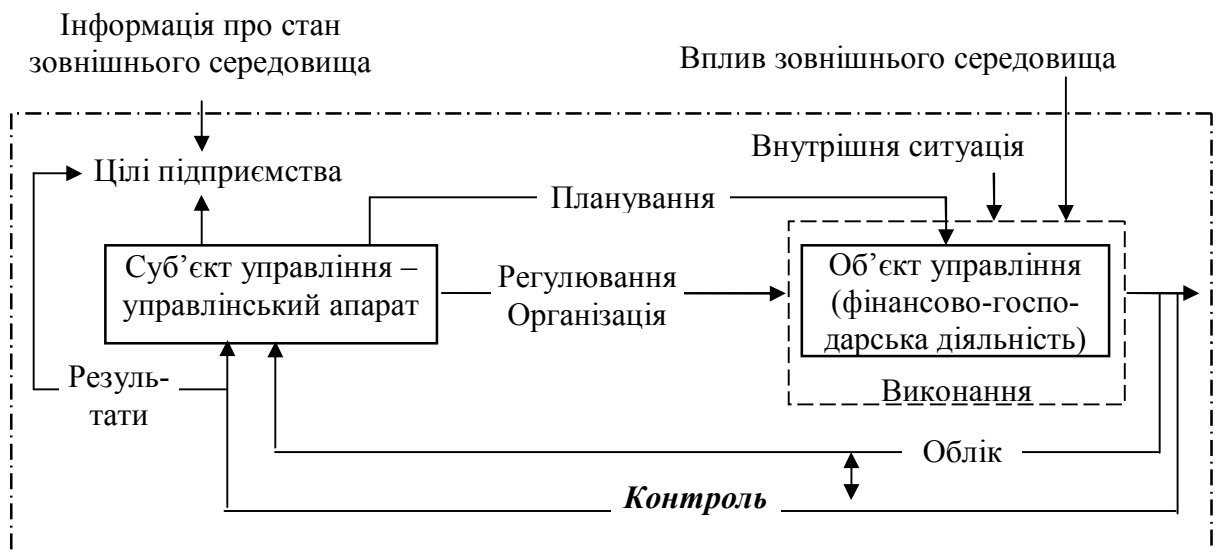 Інформація про стан
зовнішнього середовища
Вплив зовнішнього середовища
Внутрішня ситуація
Цілі підприємства
Планування
Суб’єкт управління –
управлінський апарат
Регулювання
Організація
Об’єкт управління
(фінансово-госпо-
дарська діяльність)
Виконання
Резуль-
тати
Облік
Контроль